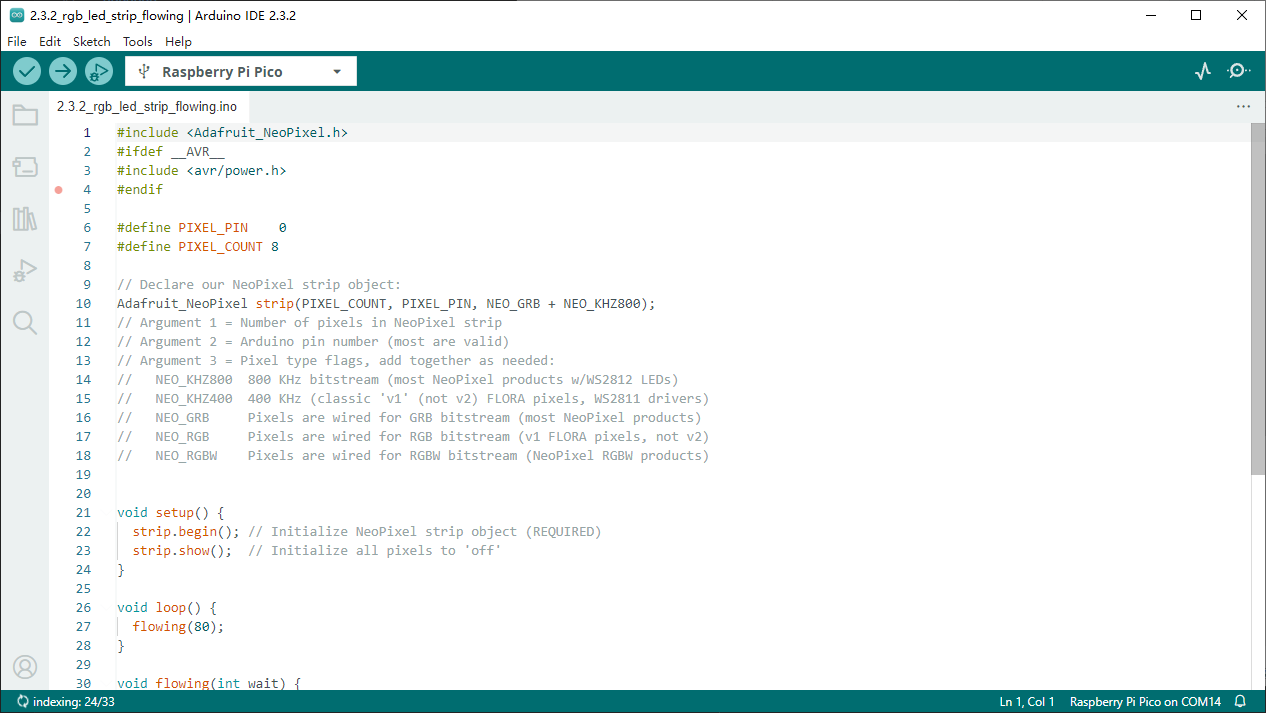 2.3.2_rgb_led_strip_flowing | Arduino IDE 2.3.2
File Edit Sketch Tools Help
Raspberry Pi Pico
2.3.2_rgb_led_strip_flowing.ino
1 #include <Adafruit_NeoPixel.h>
2 #ifdef __AVR__
3 #include <avr/power.h>
4 #endif
5
6 #define PIXEL_PIN    0
7 #define PIXEL_COUNT 8
8
9 // Declare our NeoPixel strip object:
10 Adafruit_NeoPixel strip(PIXEL_COUNT, PIXEL_PIN, NEO_GRB + NEO_KHZ800);
11 // Argument 1 = Number of pixels in NeoPixel strip
12 // Argument 2 = Arduino pin number (most are valid)
13 // Argument 3 = Pixel type flags, add together as needed:
14 //   NEO_KHZ800  800 KHz bitstream (most NeoPixel products w/WS2812 LEDs)
15 //   NEO_KHZ400  400 KHz (classic 'v1' (not v2) FLORA pixels, WS2811 drivers)
16 //   NEO_GRB     Pixels are wired for GRB bitstream (most NeoPixel products)
17 //   NEO_RGB     Pixels are wired for RGB bitstream (v1 FLORA pixels, not v2)
18 //   NEO_RGBW    Pixels are wired for RGBW bitstream (NeoPixel RGBW products)
19
20
21 void setup() {
22   strip.begin(); // Initialize NeoPixel strip object (REQUIRED)
23   strip.show();  // Initialize all pixels to 'off'
24 }
25
26 void loop() {
27   flowing(80);
28 }
29
30 void flowing(int wait) {
indexing: 24/33 Ln 1, Col 1 Raspberry Pi Pico on COM14